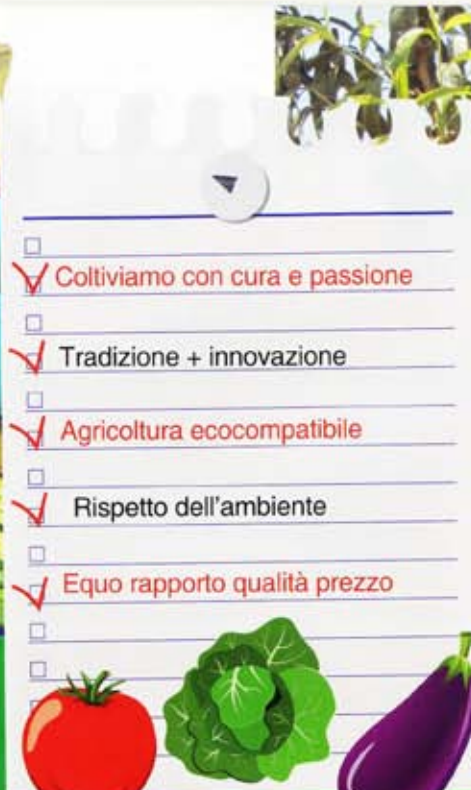 Coltiviamo con cura e passione
Tradizione + innovazione
Agricoltura ecocompatibile
Rispetto dell'ambiente
Equo rapporto qualità prezzo